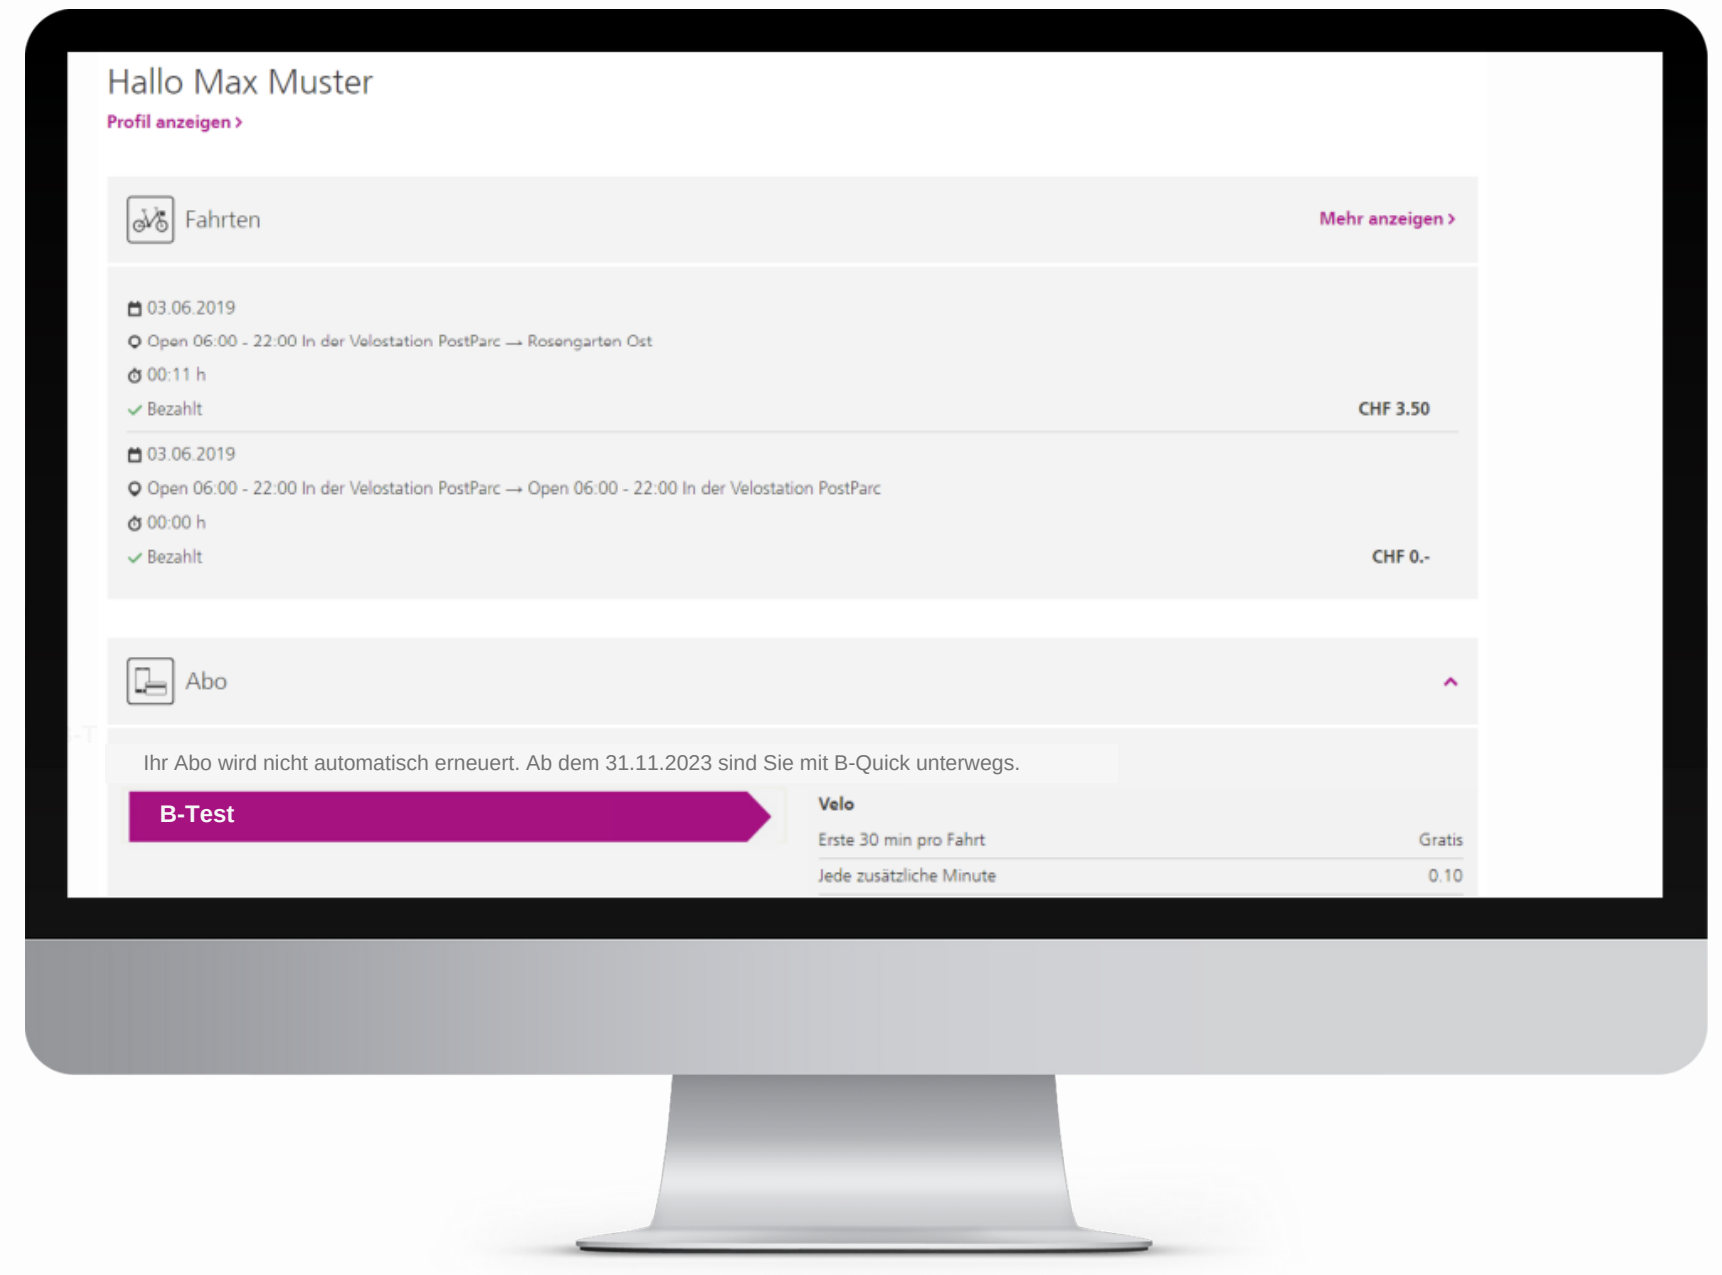 Hallo Max Muster
Profil anzeigen >
Fahrten
Mehr anzeigen >
03.06.2019
Open 06:00 - 22:00 In der Velostation PostParc → Rosengarten Ost
00:11 h
Bezahlt
CHF 3.50
03.06.2019
Open 06:00 - 22:00 In der Velostation PostParc → Open 06:00 - 22:00 In der Velostation PostParc
00:00 h
Bezahlt
CHF 0.-
Abo
Ihr Abo wird nicht automatisch erneuert. Ab dem 31.11.2023 sind Sie mit B-Quick unterwegs.
B-Test
Velo
Erste 30 min pro Fahrt
Gratis
Jede zusätzliche Minute
0.10